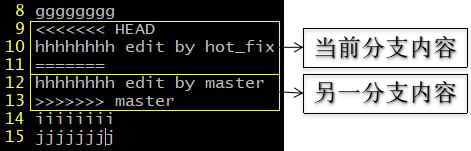 8 gggggggg
9 <<<<<<< HEAD
10 hhhhhhhh edit by hot_fix
当前分支内容
11 =======
12 hhhhhhhh edit by master
另一分支内容
13 >>>>>>> master
14 iiiiiiii
15 jjjjjjjj